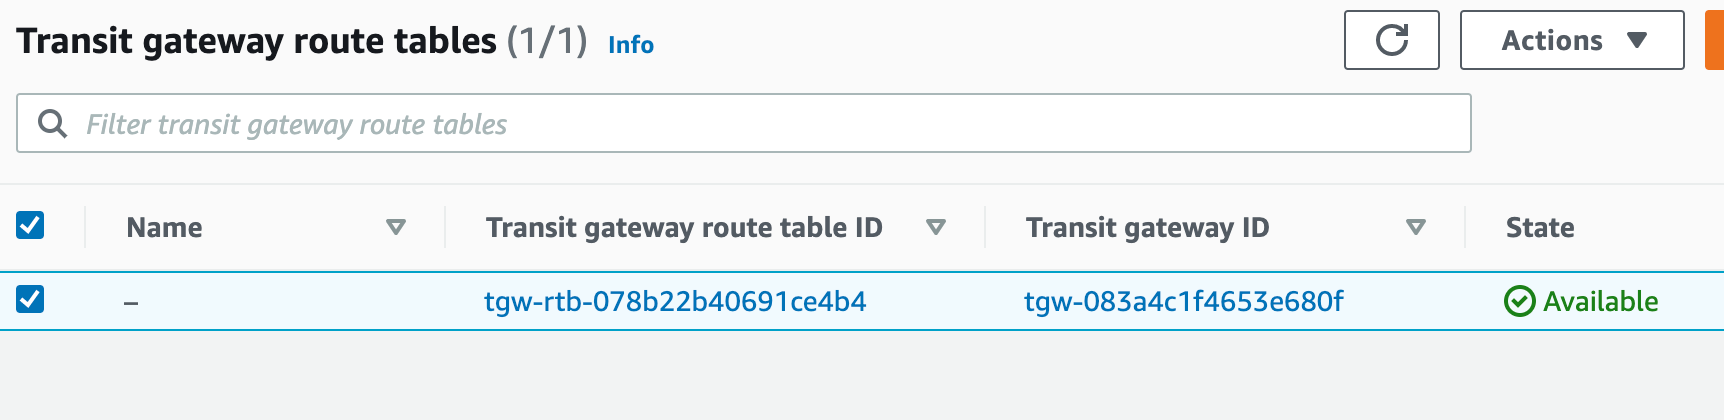 Transit gateway route tables (1/1) Info
Actions
Filter transit gateway route tables
Name Transit gateway route table ID Transit gateway ID State
– tgw-rtb-078b22b40691ce4b4 tgw-083a4c1f4653e680f Available